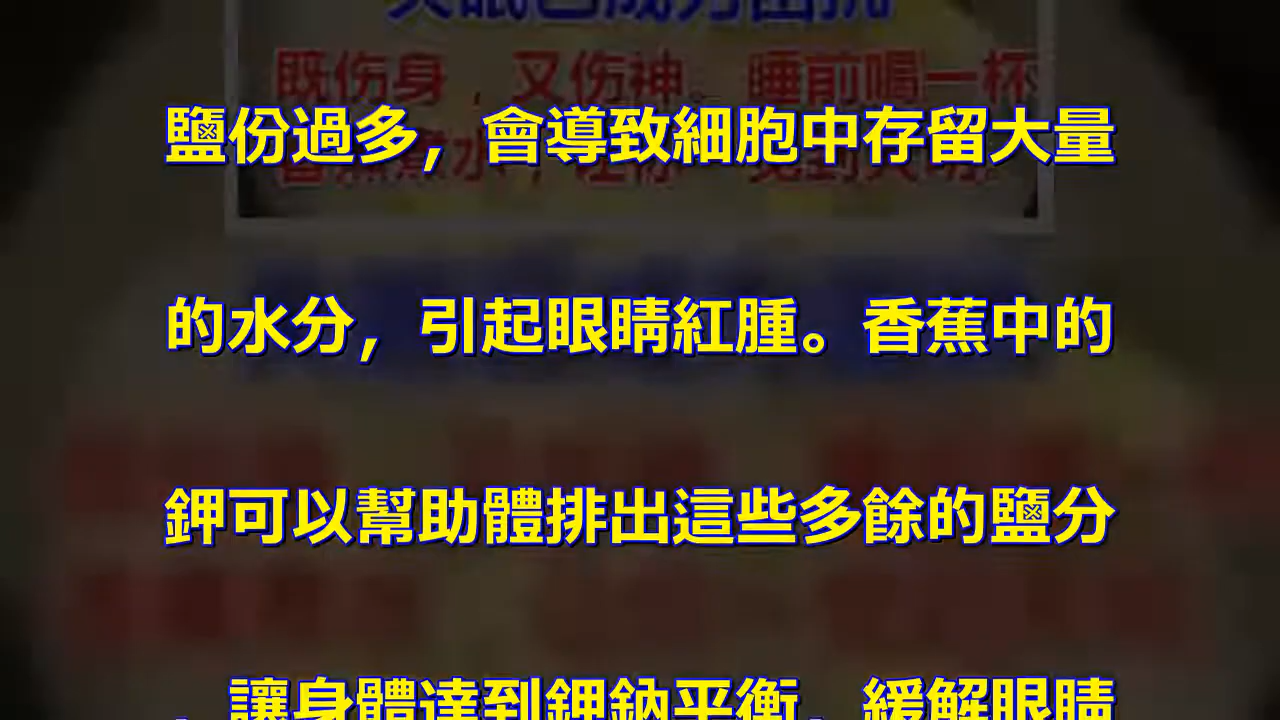 既伤身，又伤神。睡前喝一杯
鹽份過多，會導致細胞中存留大量
的水分，引起眼睛紅腫。香蕉中的
鉀可以幫助體排出這些多餘的鹽分
，讓身體達到鉀鈉平衡，緩解眼睛